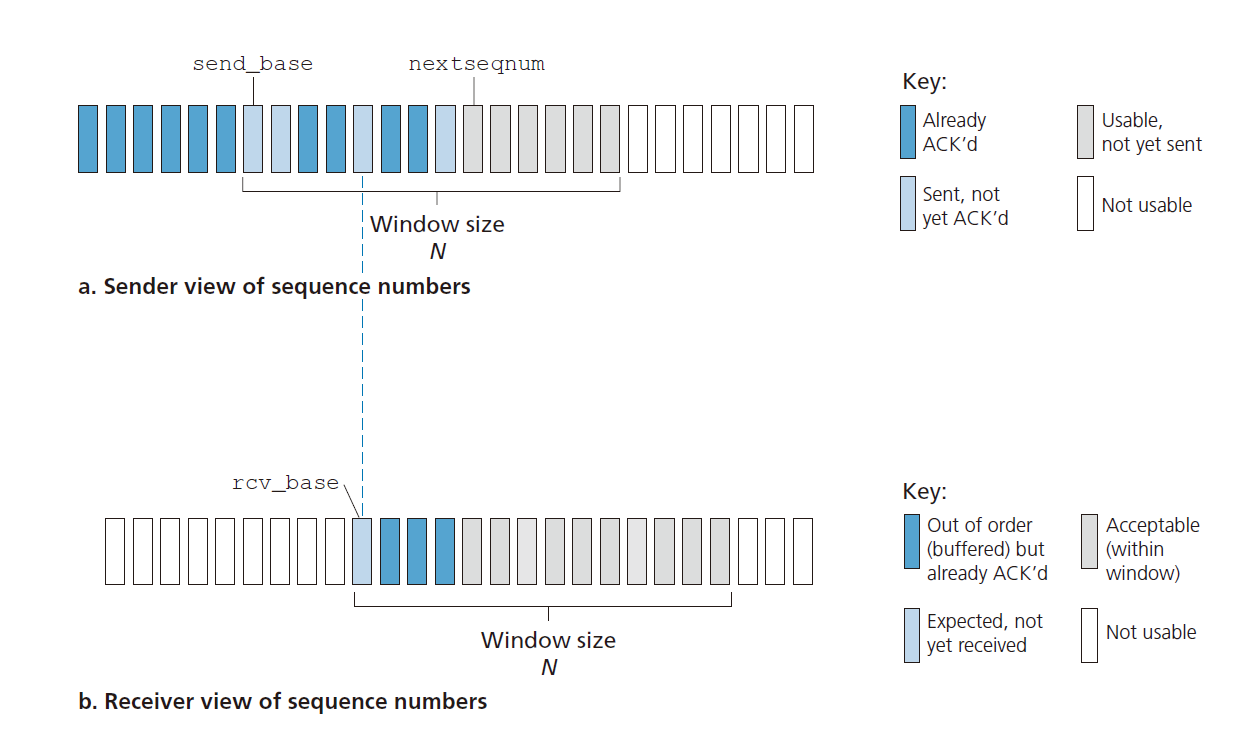 send_base nextseqnum
Key:
Already
ACK’d
Usable,
not yet sent
Sent, not
yet ACK’d
Not usable
Window size
N
a. Sender view of sequence numbers
rcv_base
Key:
Out of order
(buffered) but
already ACK’d
Acceptable
(within
window)
Expected, not
yet received
Not usable
Window size
N
b. Receiver view of sequence numbers